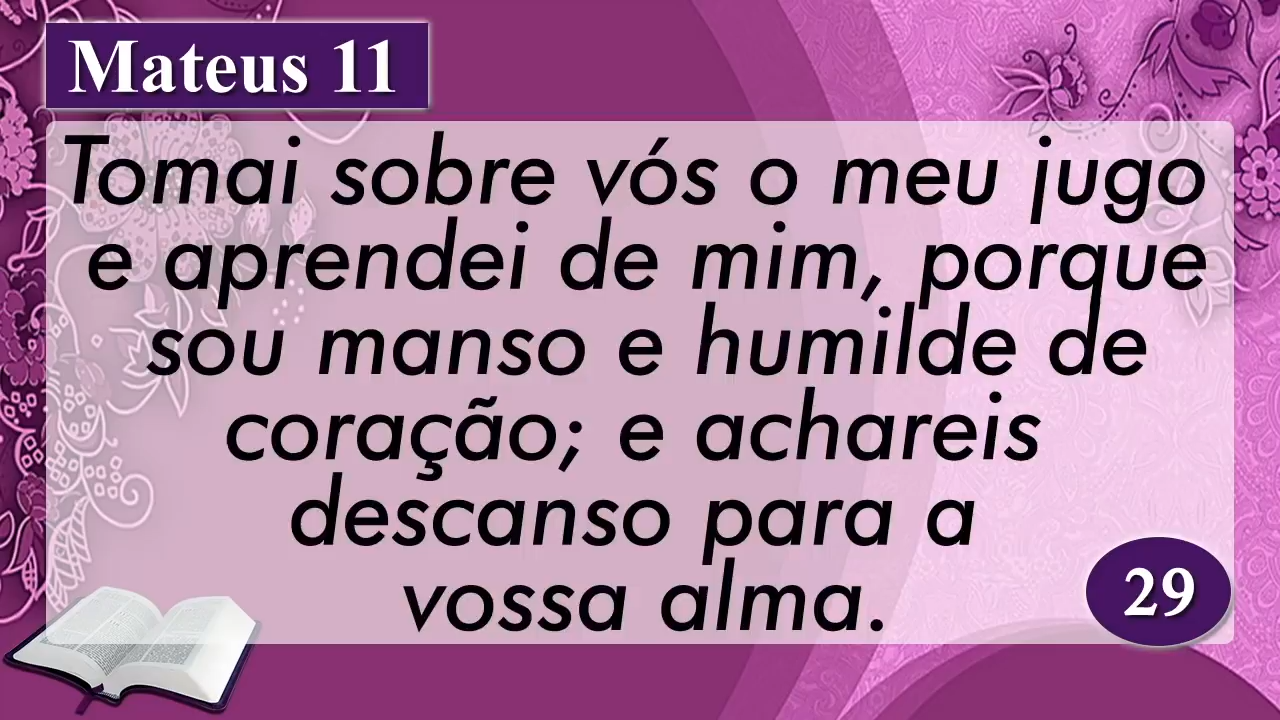 Mateus 11
Tomai sobre vós o meu jugo
e aprendei de mim, porque
sou manso e humilde de
coração; e achareis
descanso para a
vossa alma.
29